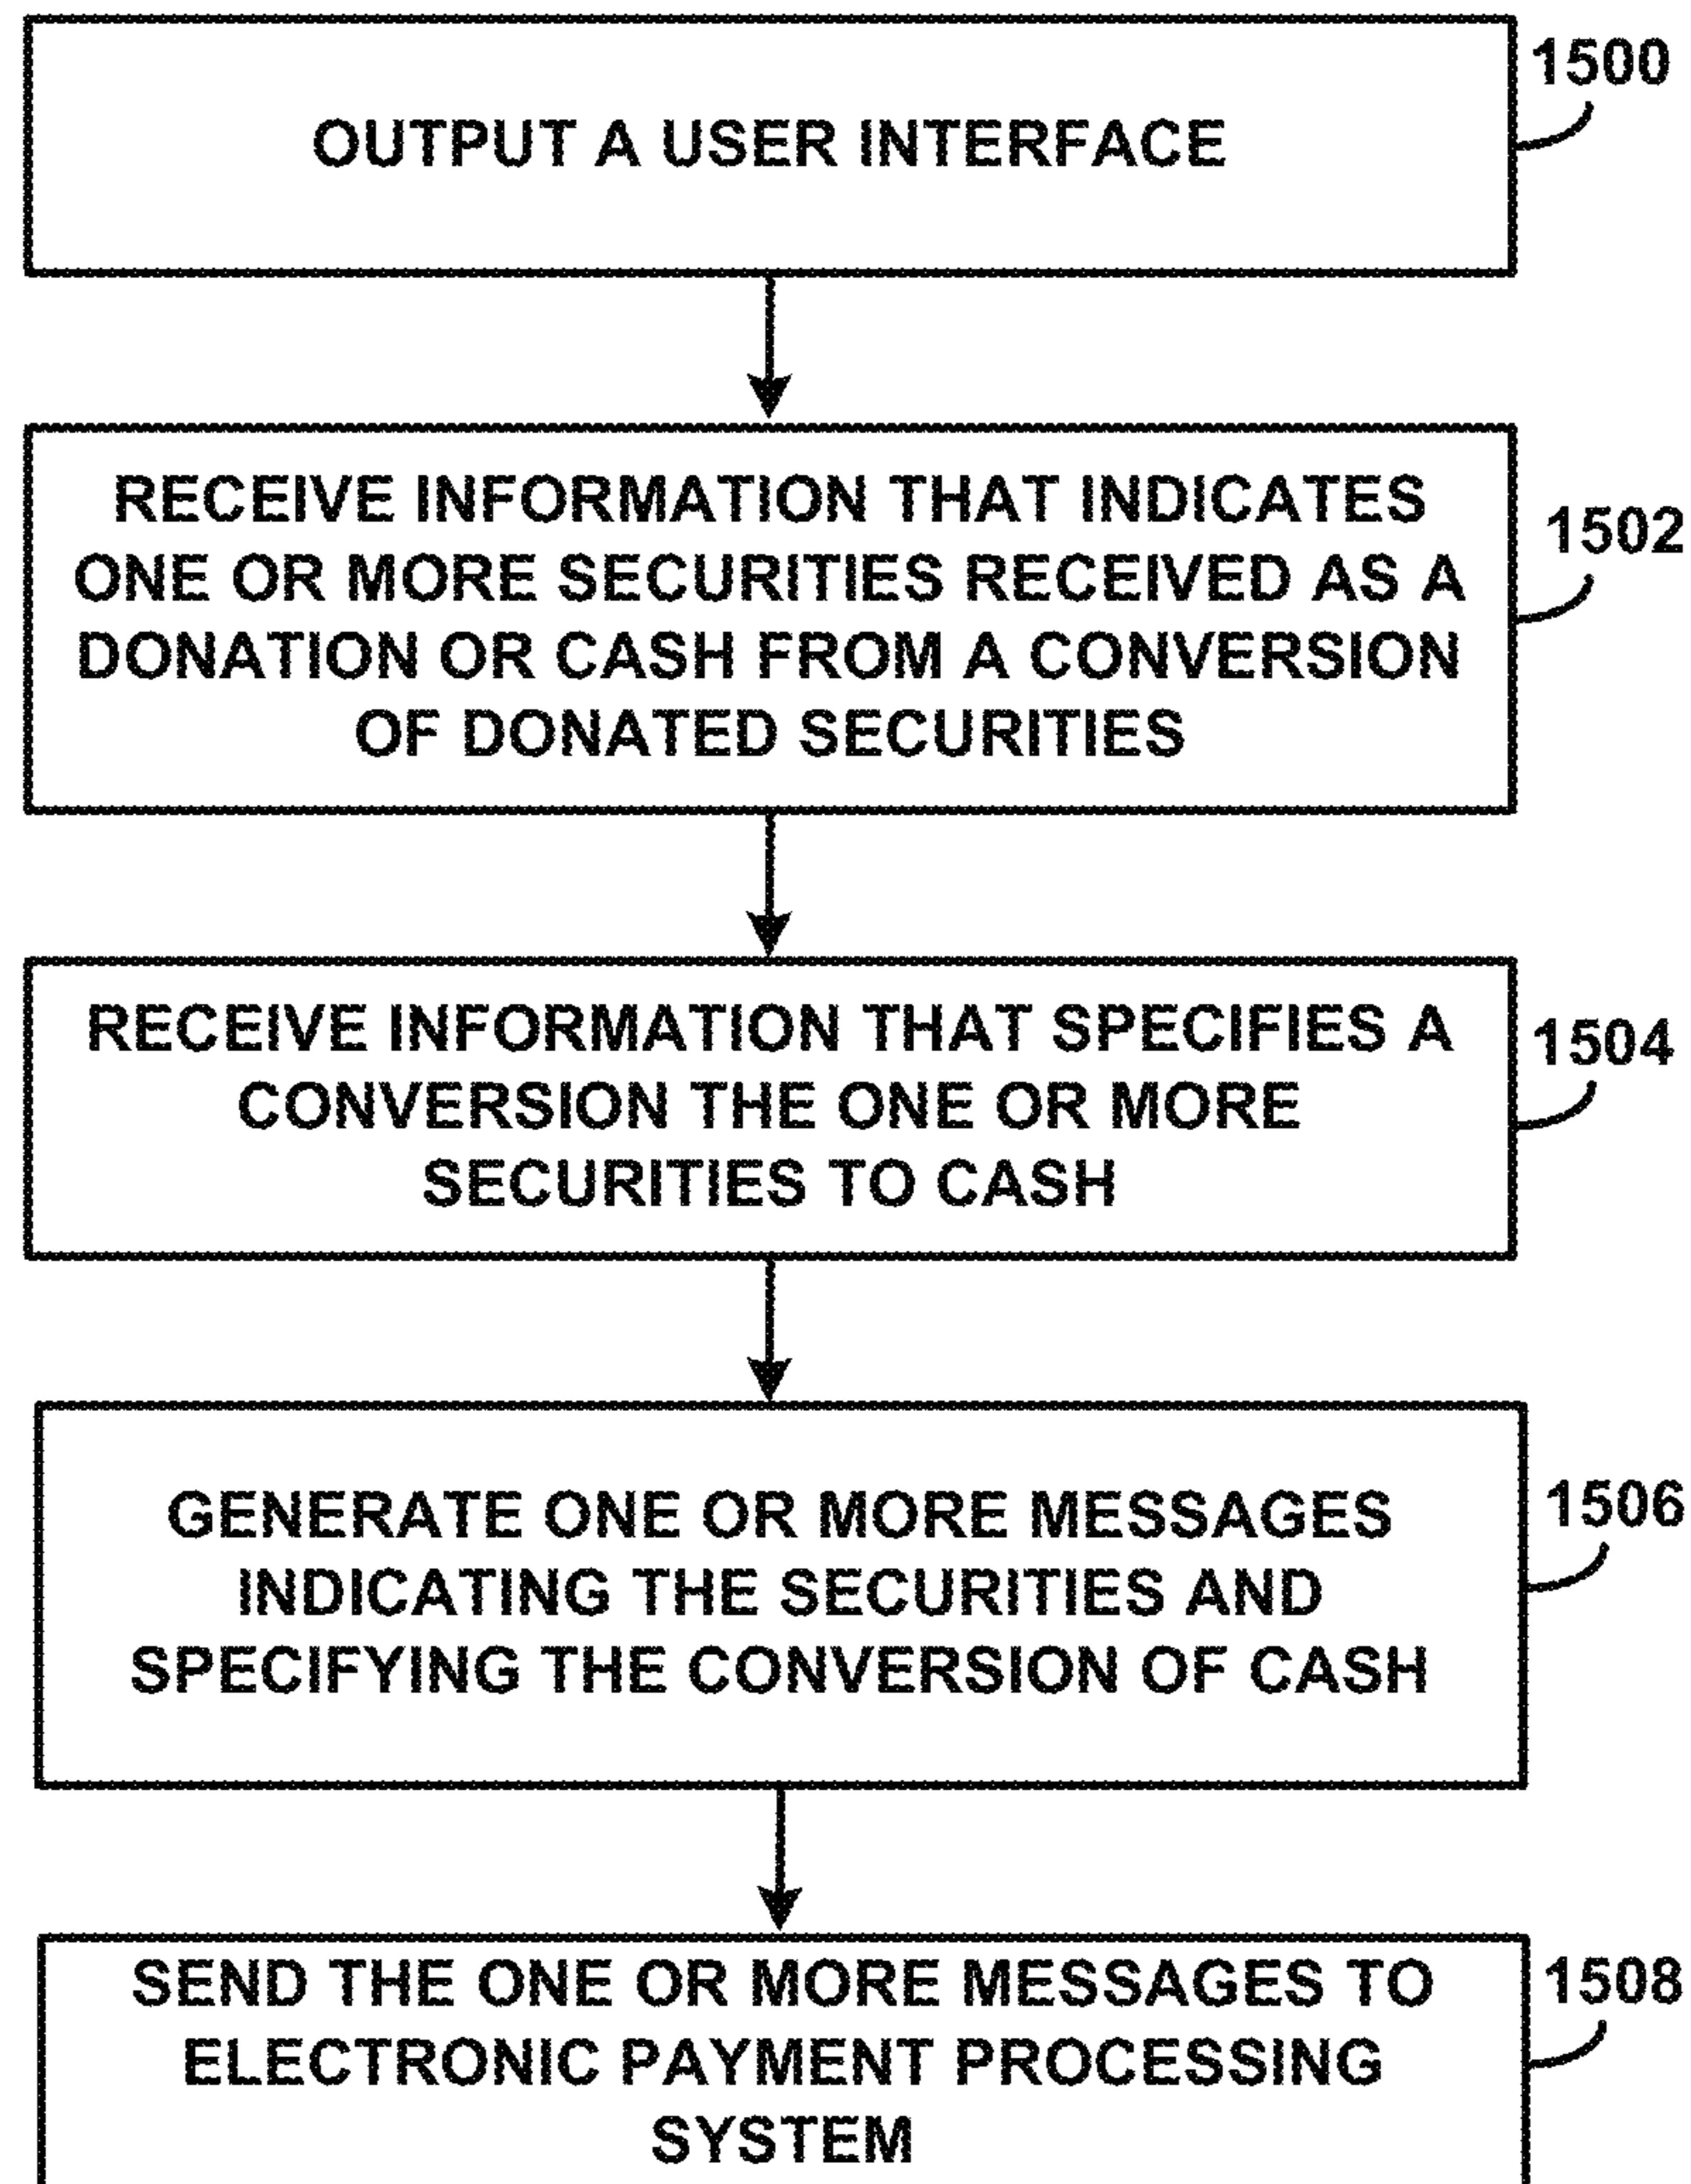 OUTPUT A USER INTERFACE
1500
RECEIVE INFORMATION THAT INDICATES
ONE OR MORE SECURITIES RECEIVED AS A
DONATION OR CASH FROM A CONVERSION
OF DONATED SECURITIES
1502
RECEIVE INFORMATION THAT SPECIFIES A
CONVERSION THE ONE OR MORE
SECURITIES TO CASH
1504
GENERATE ONE OR MORE MESSAGES
INDICATING THE SECURITIES AND
SPECIFYING THE CONVERSION OF CASH
1506
SEND THE ONE OR MORE MESSAGES TO
ELECTRONIC PAYMENT PROCESSING
SYSTEM
1508